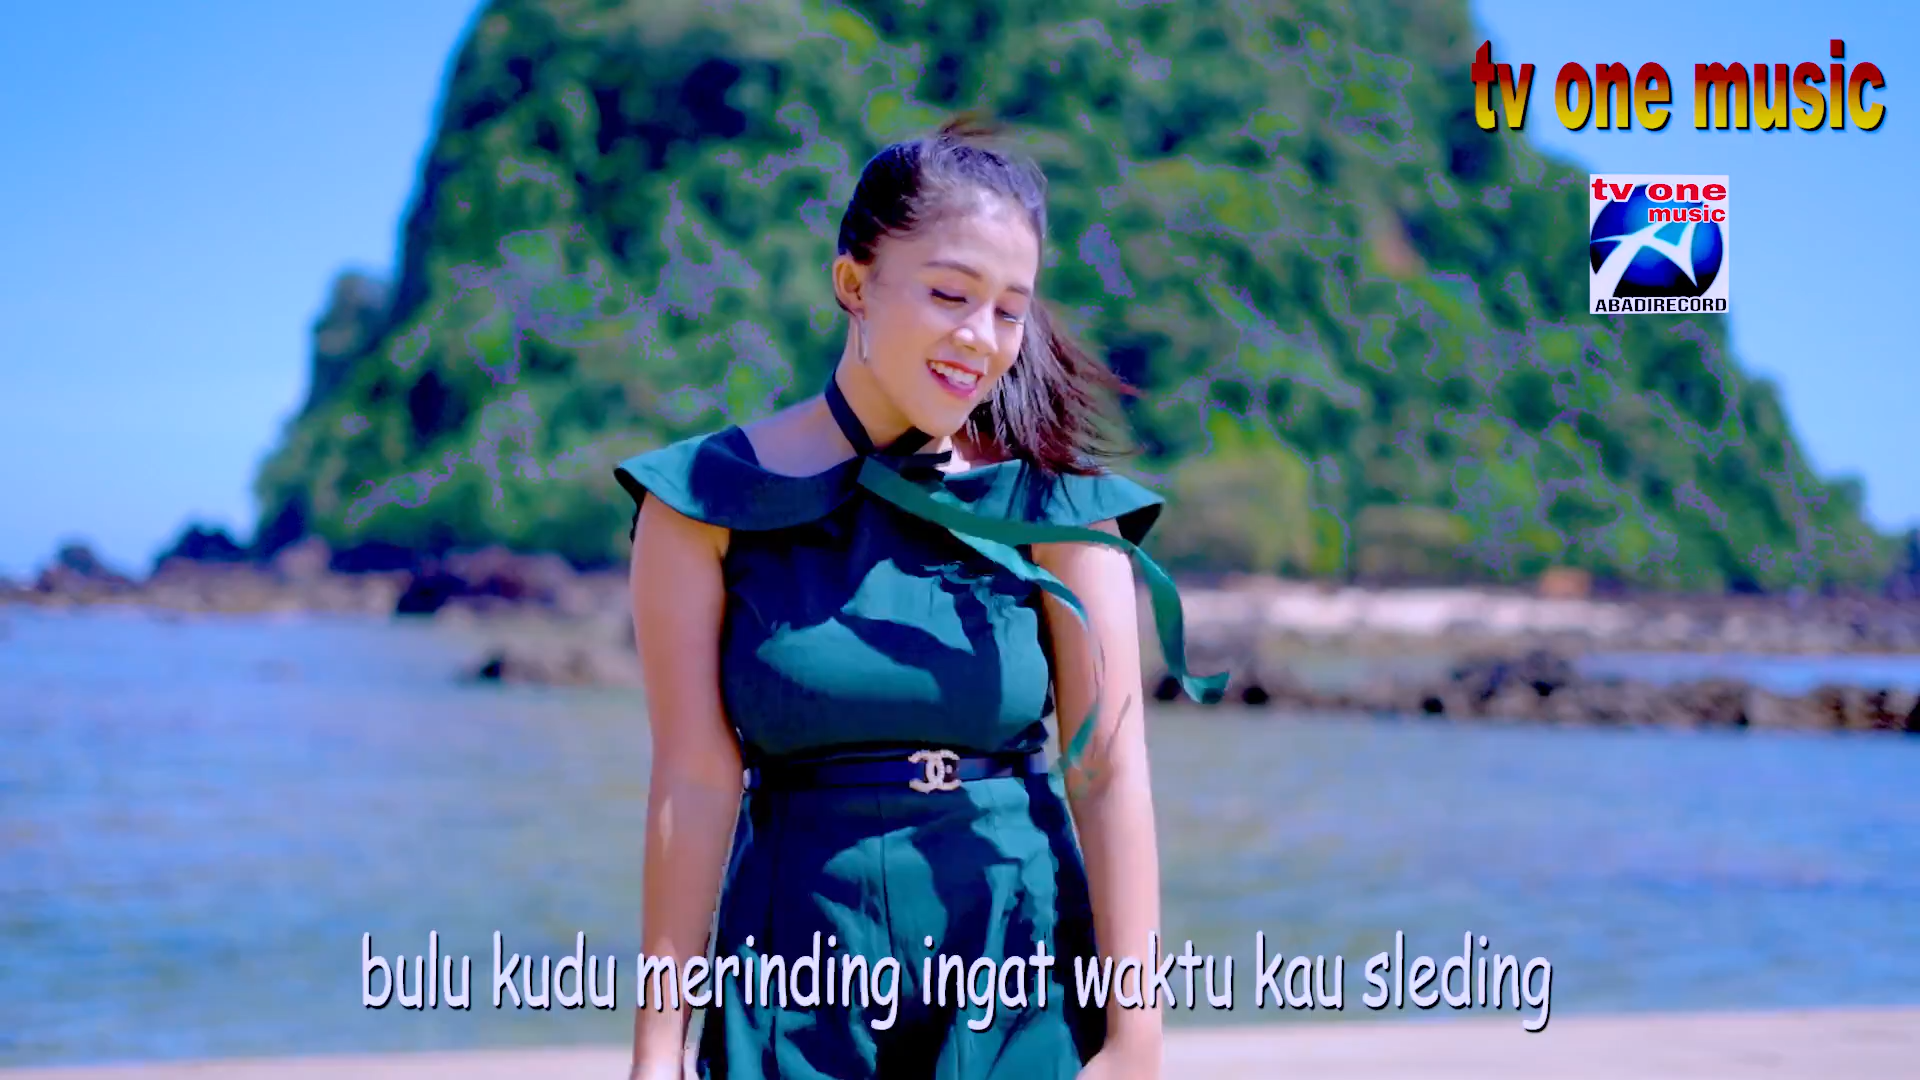 tv one music
tv one
music
ABADIRECORD
bulu kudu merinding ingat waktu kau sleding